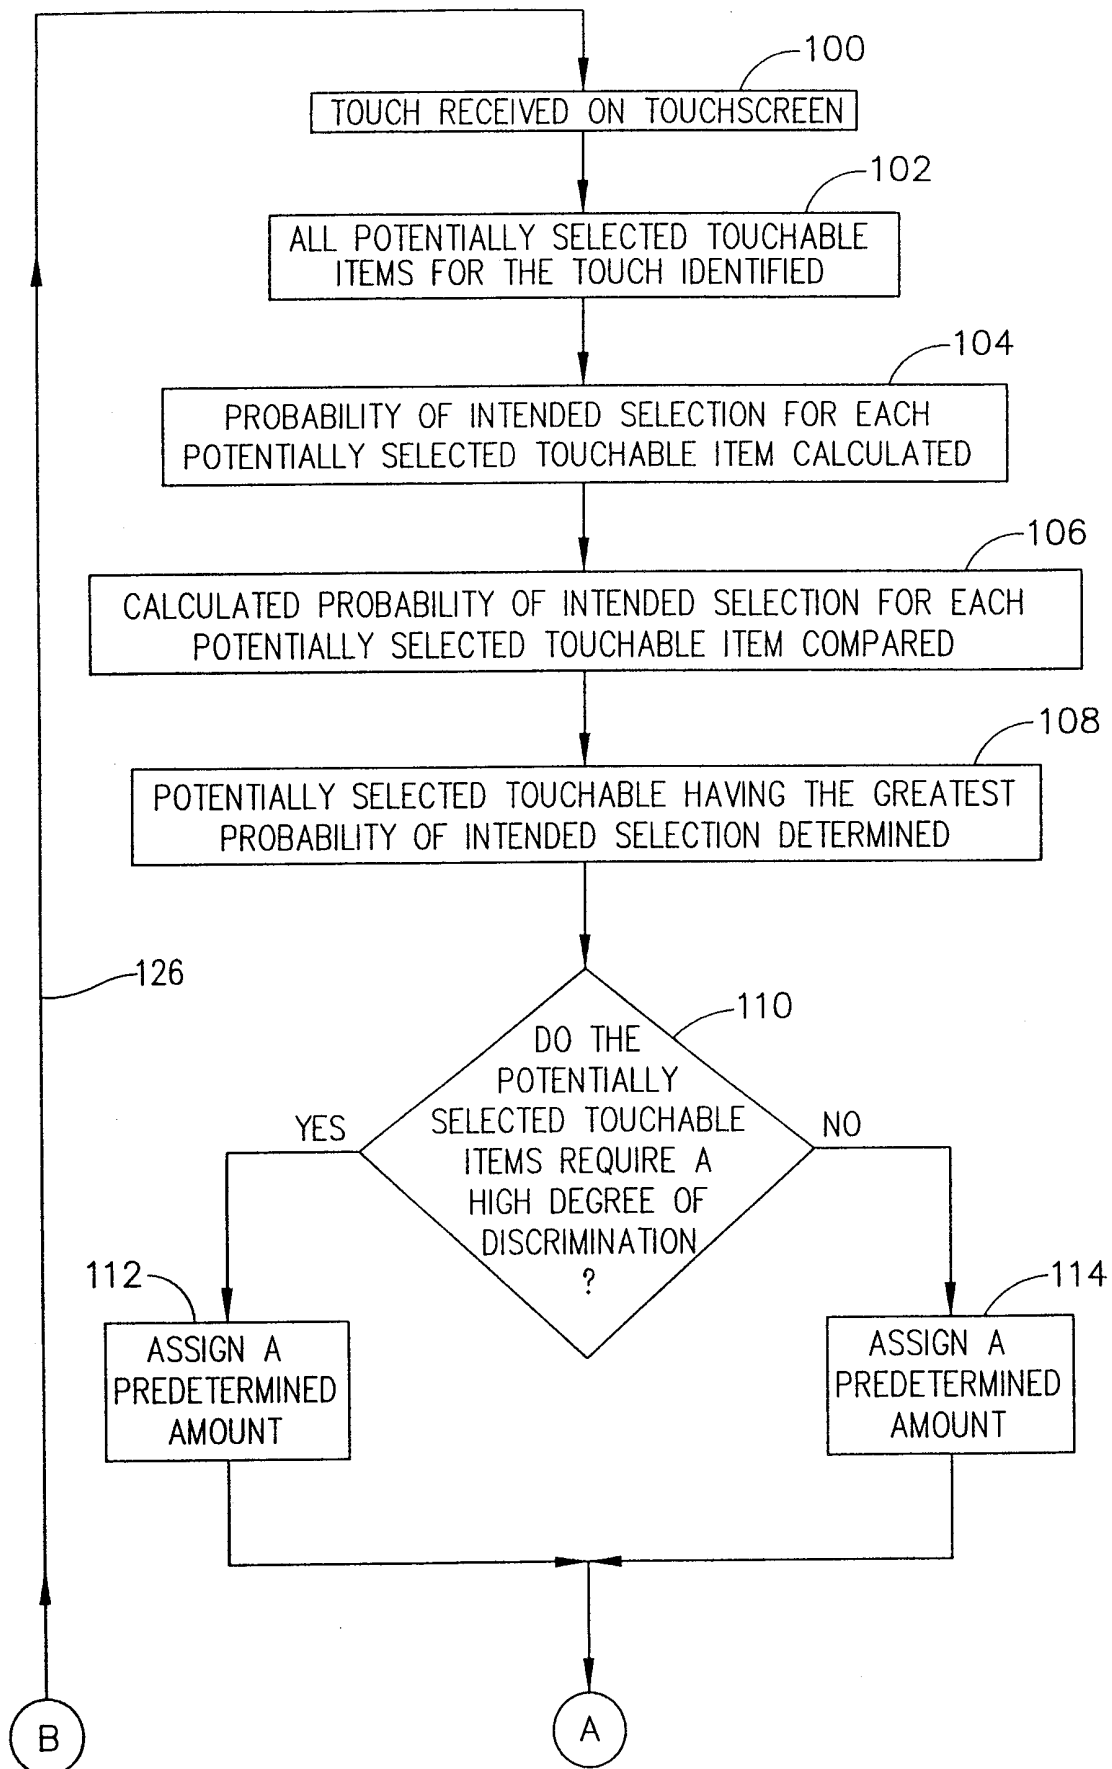 100
TOUCH RECEIVED ON TOUCHSCREEN
102
ALL POTENTIALLY SELECTED TOUCHABLE
ITEMS FOR THE TOUCH IDENTIFIED
104
PROBABILITY OF INTENDED SELECTION FOR EACH
POTENTIALLY SELECTED TOUCHABLE ITEM CALCULATED
106
CALCULATED PROBABILITY OF INTENDED SELECTION FOR EACH
POTENTIALLY SELECTED TOUCHABLE ITEM COMPARED
108
POTENTIALLY SELECTED TOUCHABLE HAVING THE GREATEST
PROBABILITY OF INTENDED SELECTION DETERMINED
126
110
DO THE
POTENTIALLY
SELECTED TOUCHABLE
ITEMS REQUIRE A
HIGH DEGREE OF
DISCRIMINATION
?
YES
NO
112
ASSIGN A
PREDETERMINED
AMOUNT
114
ASSIGN A
PREDETERMINED
AMOUNT
B
A